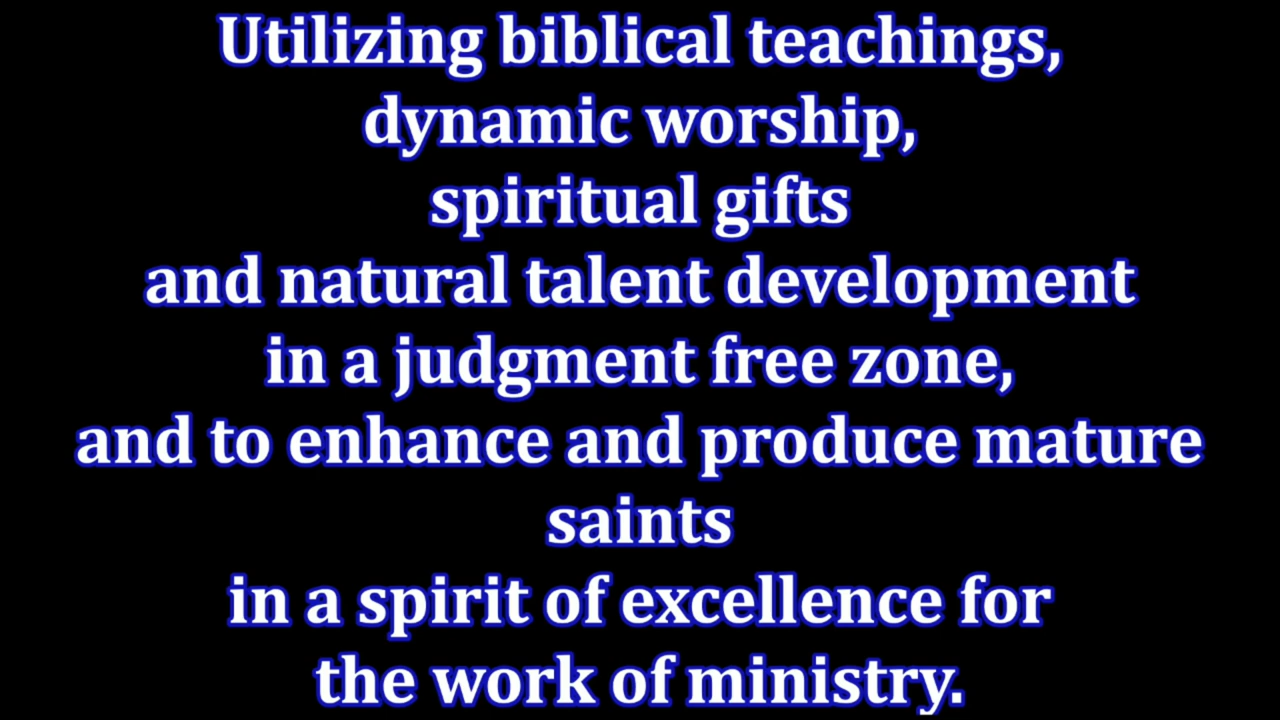 Utilizing biblical teachings,
dynamic worship,
spiritual gifts
and natural talent development
in a judgment free zone,
and to enhance and produce mature
saints
in a spirit of excellence for
the work of ministry.